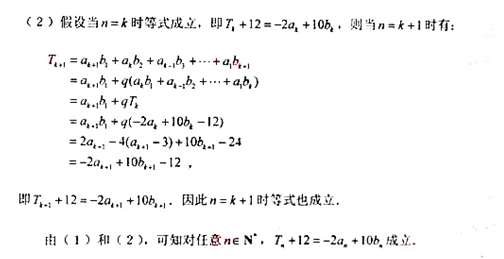 （2）假设当n=k时等式成立，即T_k+12=-2a_k+10b_k，则当n=k+1时有：
T_{k+1}=a_{k+1}b_1+a_kb_2+a_{k-1}b_3+⋯+a_1b_{k+1}
=a_{k+1}b_1+q(a_kb_1+a_{k-1}b_2+⋯+a_1b_k)
=a_{k+1}b_1+qT_k
=a_{k+1}b_1+q(-2a_k+10b_k-12)
=2a_{k+1}-4(a_{k+1}-3)+10b_{k+1}-24
=-2a_{k+1}+10b_{k+1}-12，
即T_{k+1}+12=-2a_{k+1}+10b_{k+1}．因此n=k+1时等式也成立．
由（1）和（2），可知对任意n∈N*，T_n+12=-2a_n+10b_n成立．